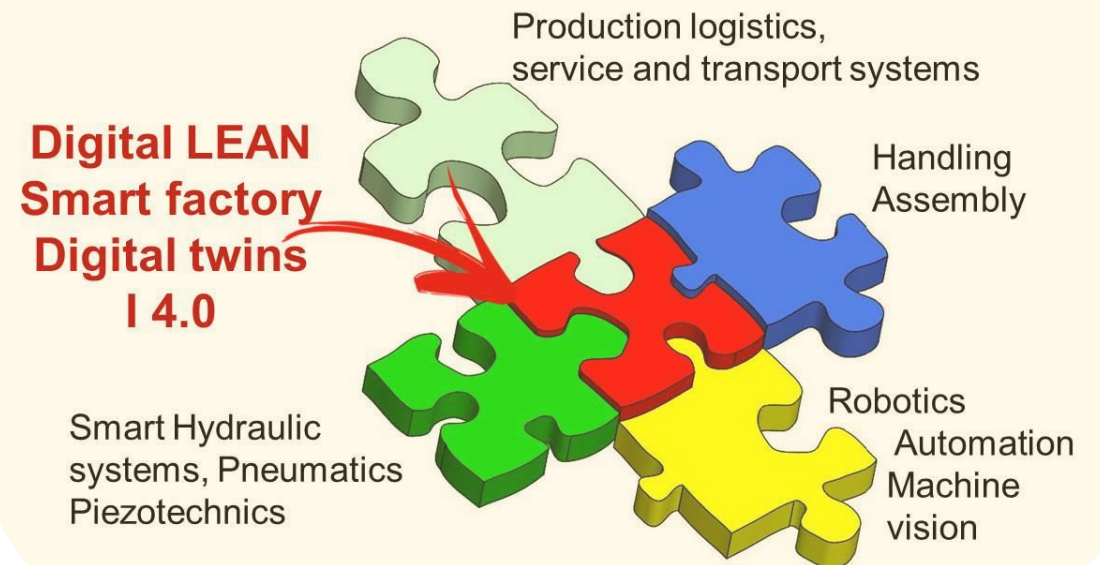 Production logistics,
service and transport systems
Digital LEAN
Smart factory
Digital twins
I 4.0
Handling
Assembly
Smart Hydraulic
systems, Pneumatics
Piezotechnics
Robotics
Automation
Machine
vision